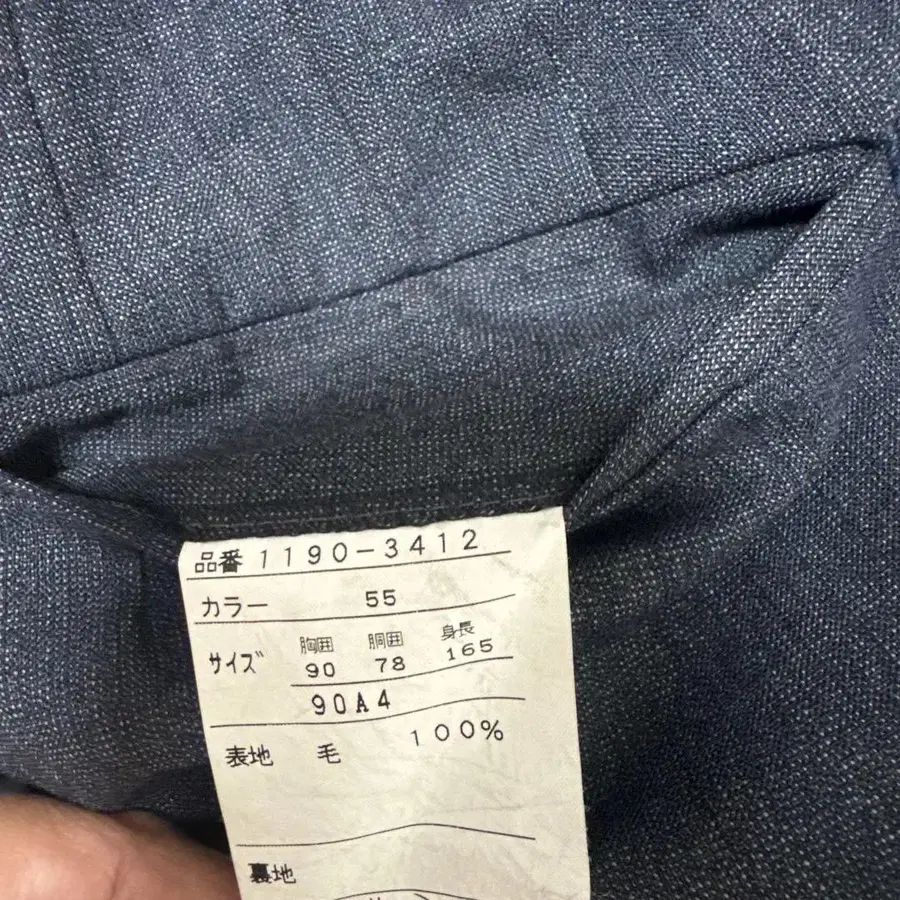 品番 1190-3412
カラー 55
胸囲 胴囲 身長
サイズ 90 78 165
90A4
表地 毛 100%
裏地